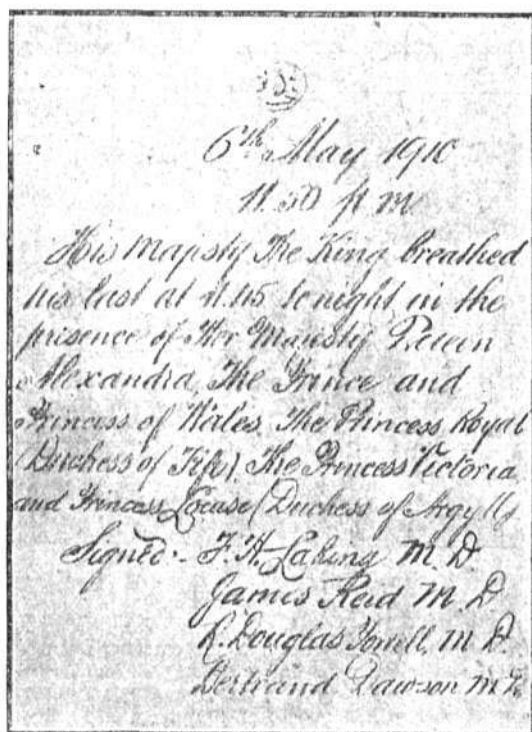 6th May 1910
11.50 p.m.
His Majesty The King breathed
his last at 11.45 tonight in the
presence of Her Majesty Queen
Alexandra, The Prince and
Princess of Wales, The Princess Royal
(Duchess of Fife), The Princess Victoria
and Princess Louise (Duchess of Argyll)
Signed:- F. H. Laking M.D.
James Reid M.D.
R. Douglas Powell, M.D.
Bertrand Dawson M.D.